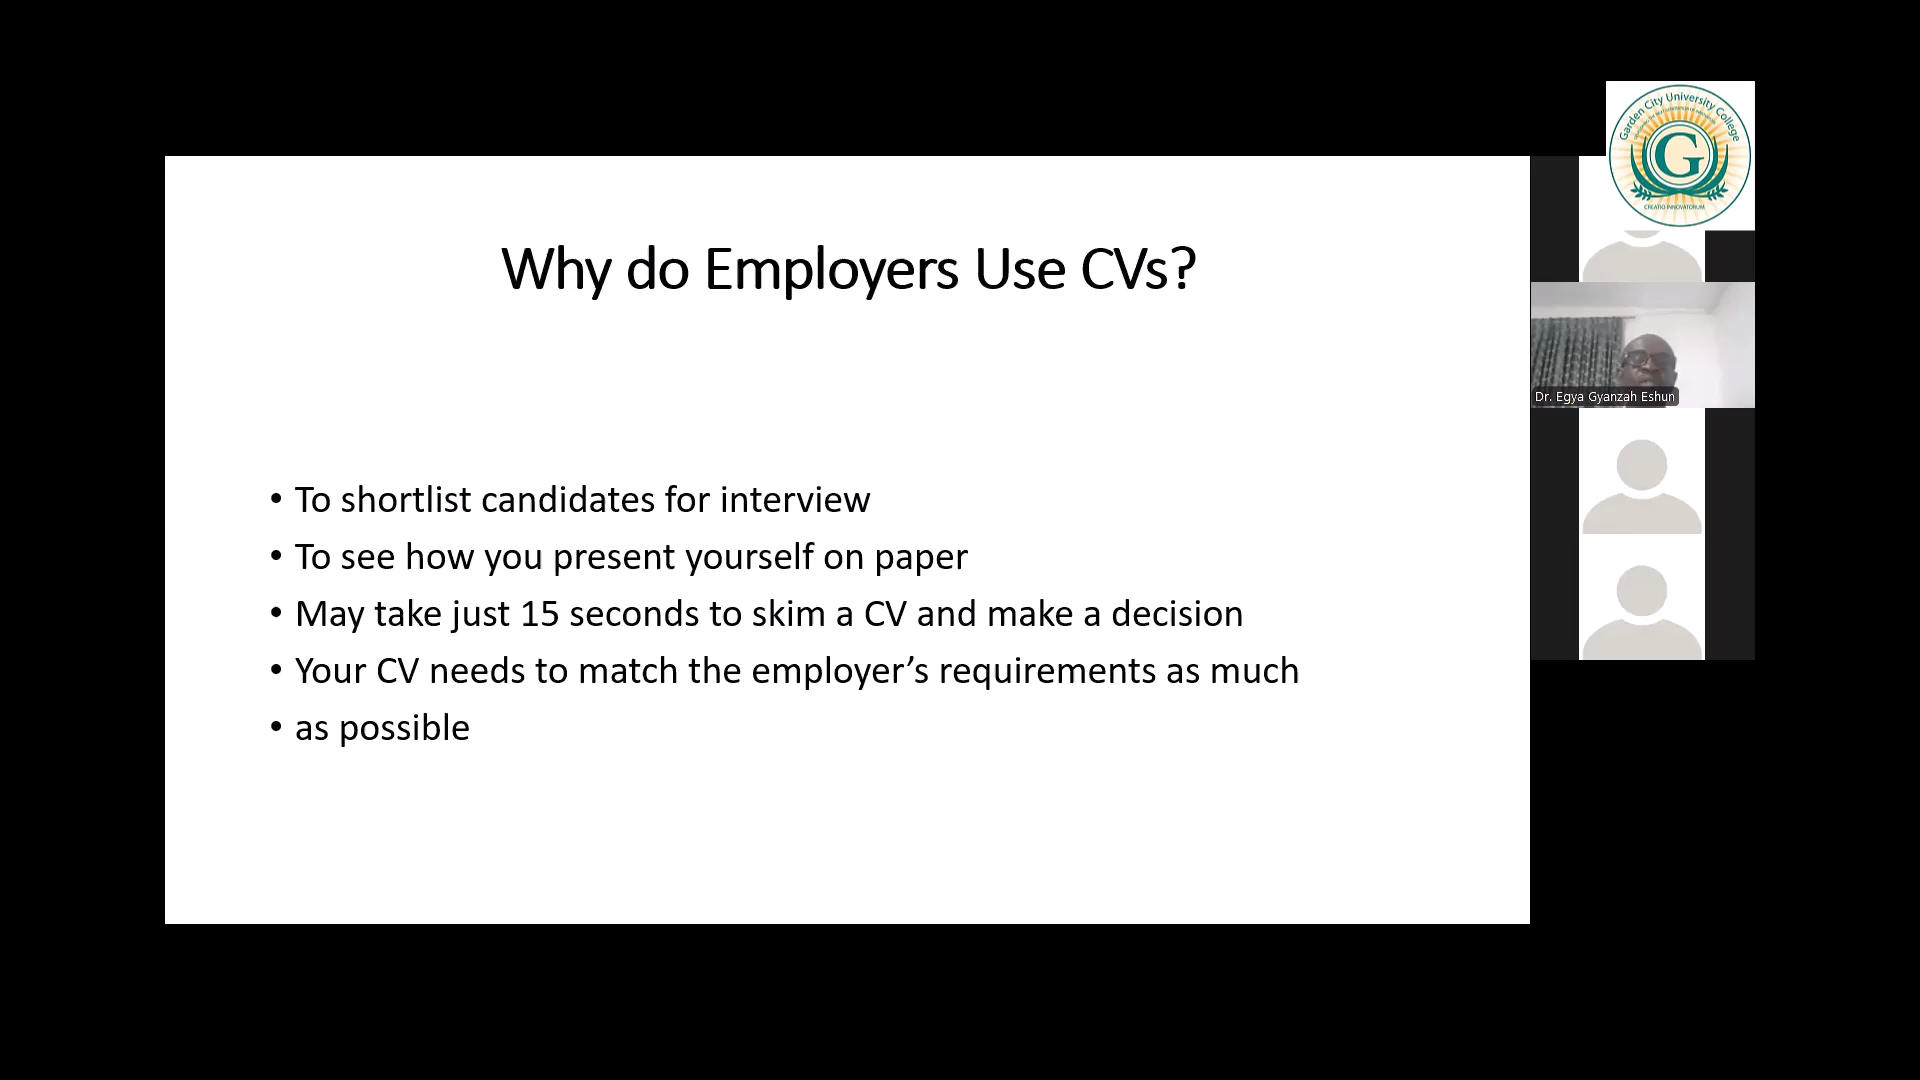 Garden City University College
CREATIO INNOVATORUM
G
Why do Employers Use CVs?
• To shortlist candidates for interview
• To see how you present yourself on paper
• May take just 15 seconds to skim a CV and make a decision
• Your CV needs to match the employer’s requirements as much
• as possible
Dr. Egya Gyanzah Eshun